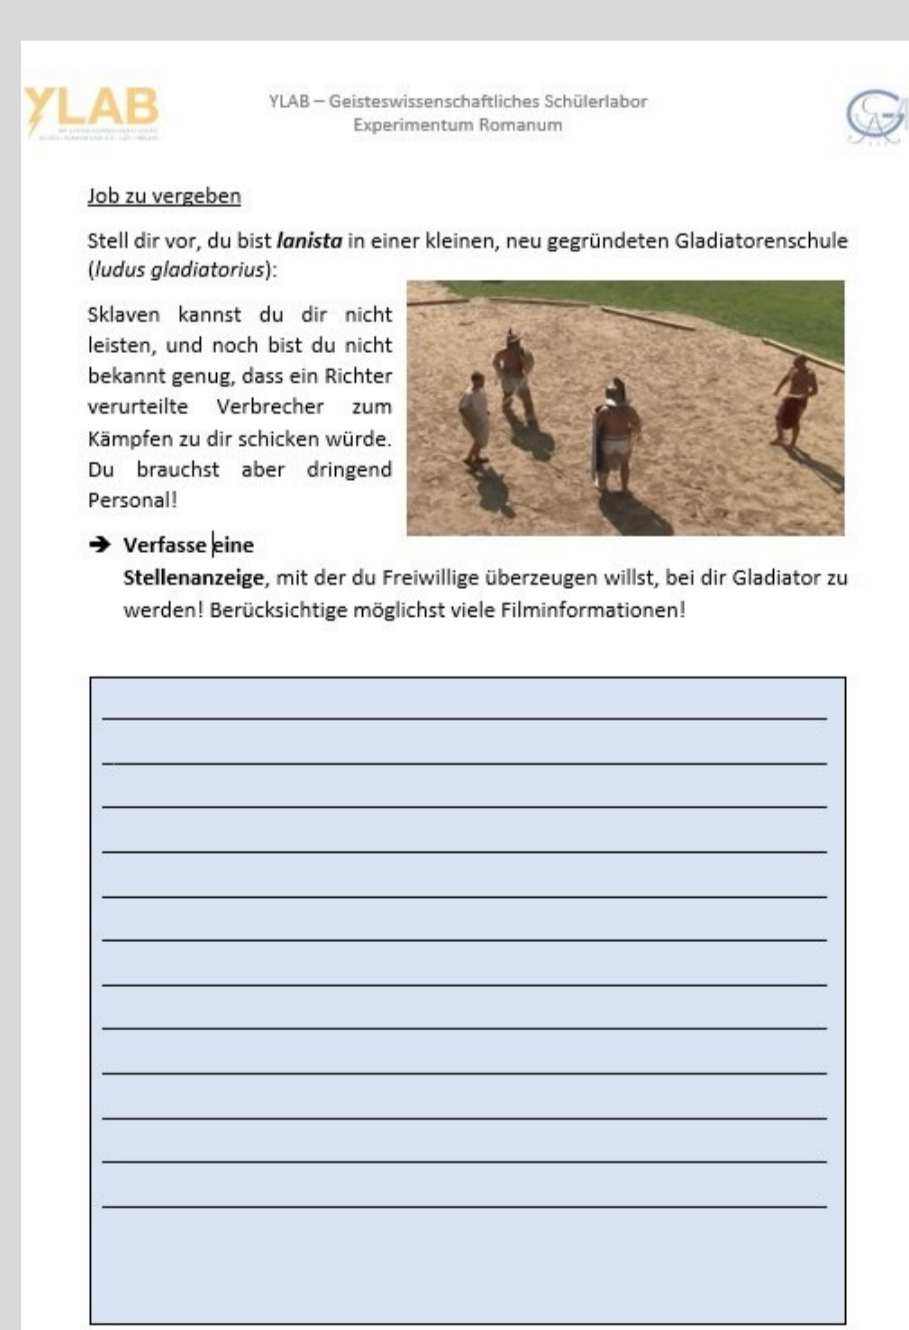 YLAB
YLAB – Geisteswissenschaftliches Schülerlabor
Experimentum Romanum
Job zu vergeben
Stell dir vor, du bist lanista in einer kleinen, neu gegründeten Gladiatorenschule
(ludus gladiatorius):
Sklaven kannst du dir nicht
leisten, und noch bist du nicht
bekannt genug, dass ein Richter
verurteilte Verbrecher zum
Kämpfen zu dir schicken würde.
Du brauchst aber dringend
Personal!
➔ Verfasse eine
Stellenanzeige, mit der du Freiwillige überzeugen willst, bei dir Gladiator zu
werden! Berücksichtige möglichst viele Filminformationen!